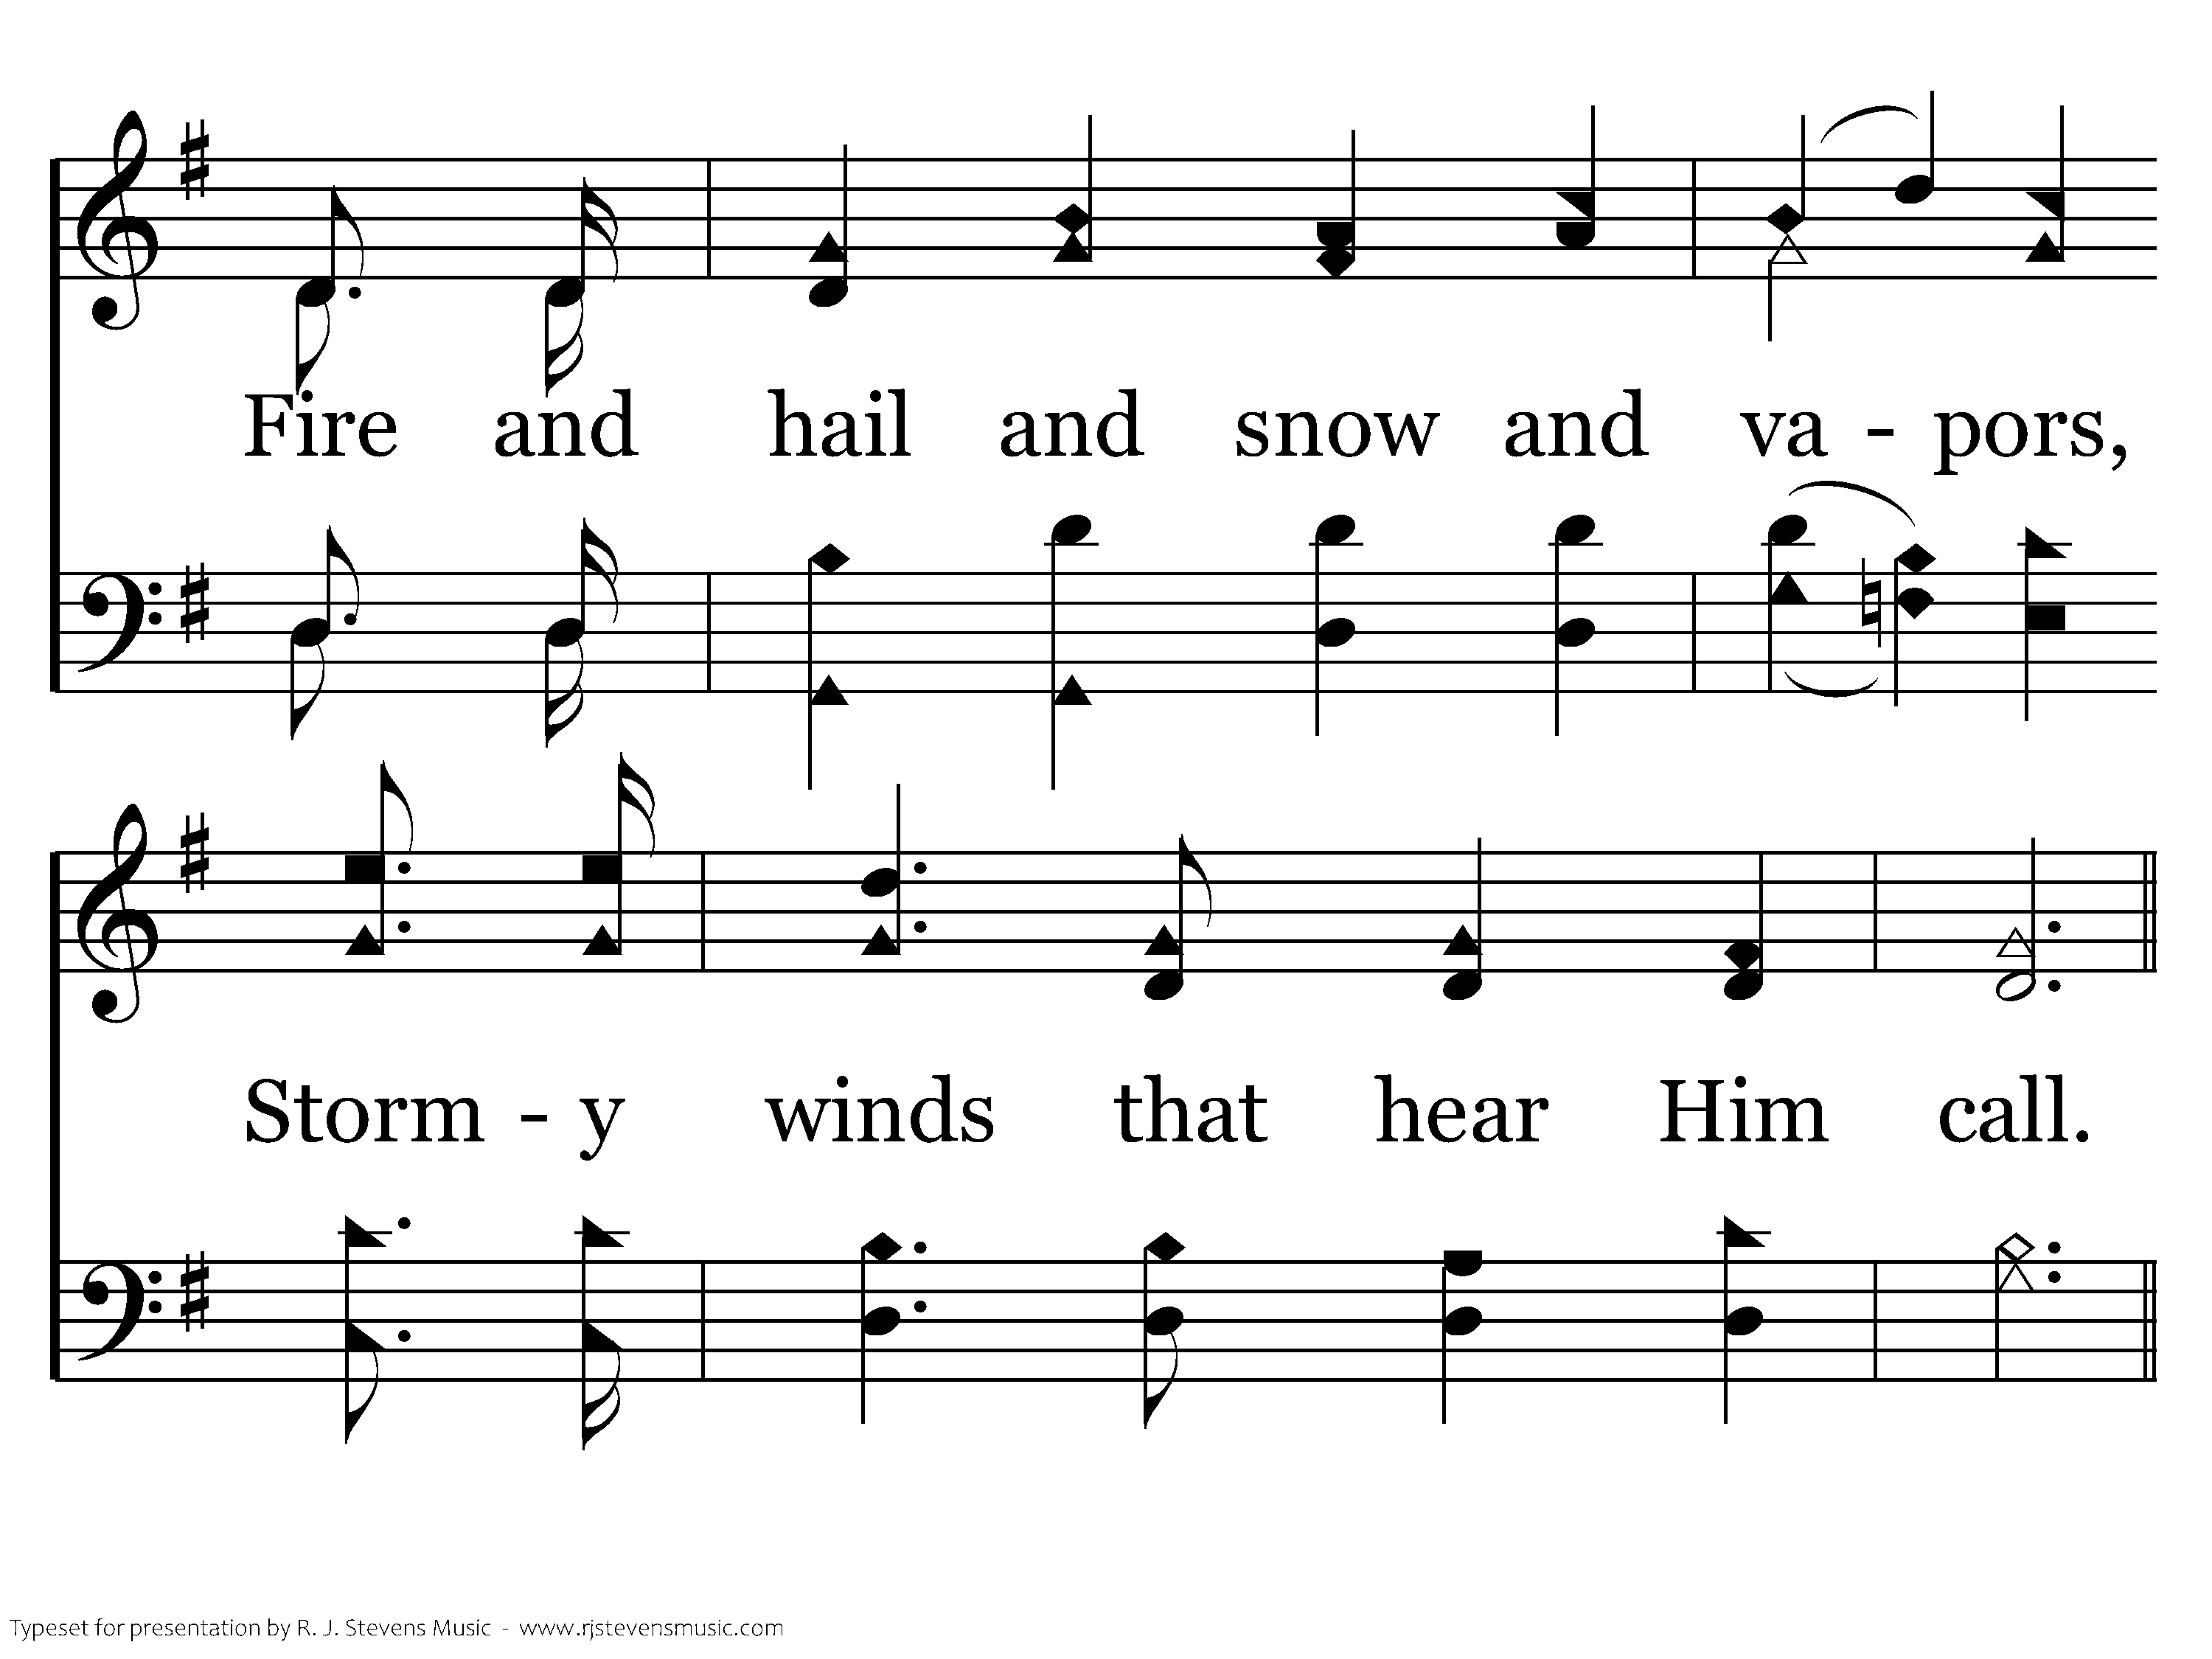 Fire and hail and snow and va - pors,
Storm - y winds that hear Him call.
Typeset for presentation by R. J. Stevens Music - www.rjstevensmusic.com